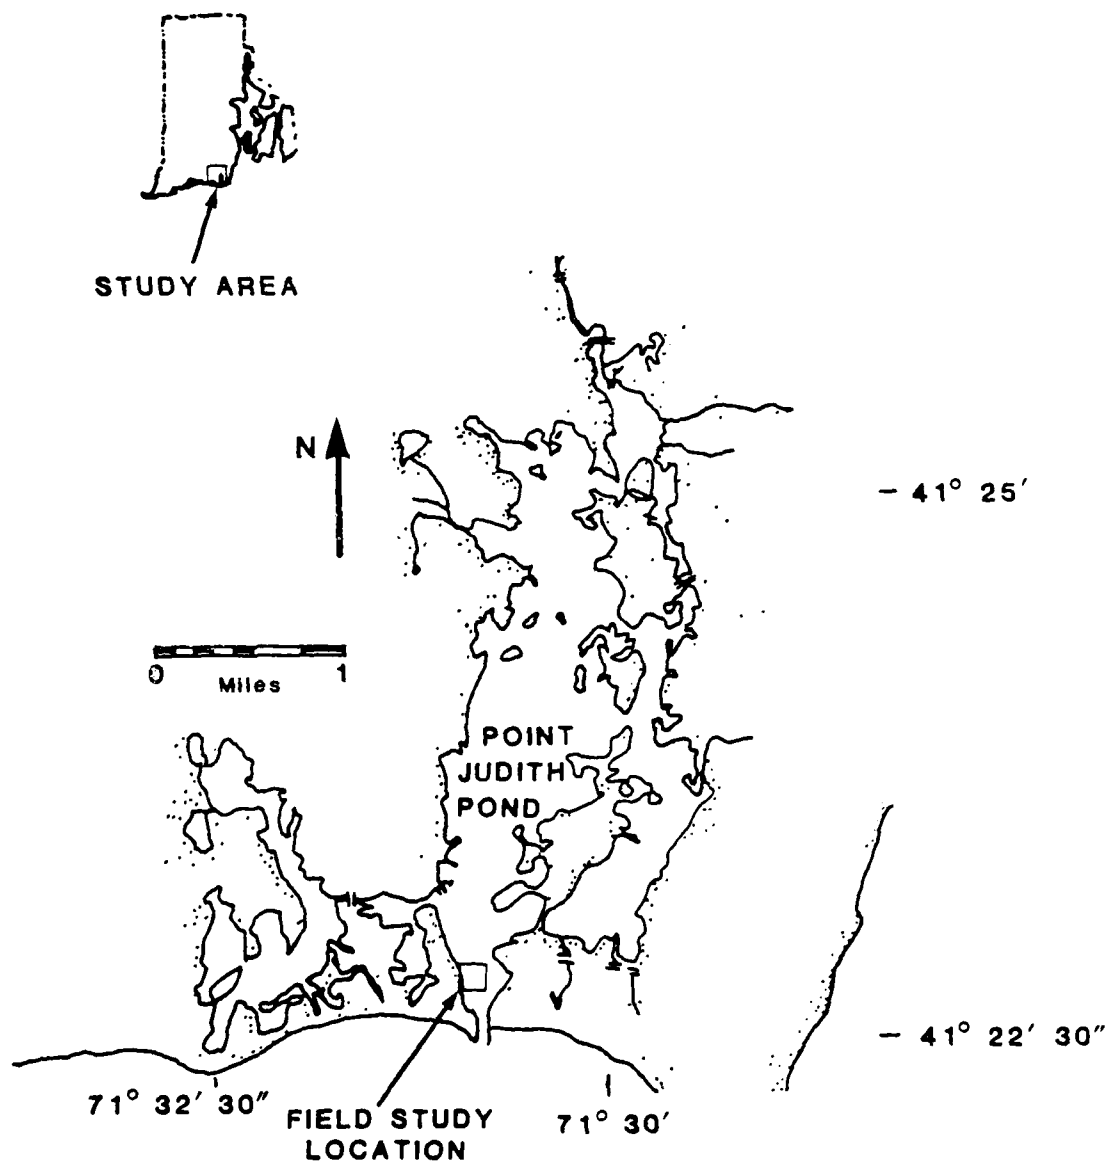 STUDY AREA
N
— 41° 25′
0 1
Miles
POINT
JUDITH
POND
— 41° 22′ 30″
71° 32′ 30″
71° 30′
FIELD STUDY
LOCATION